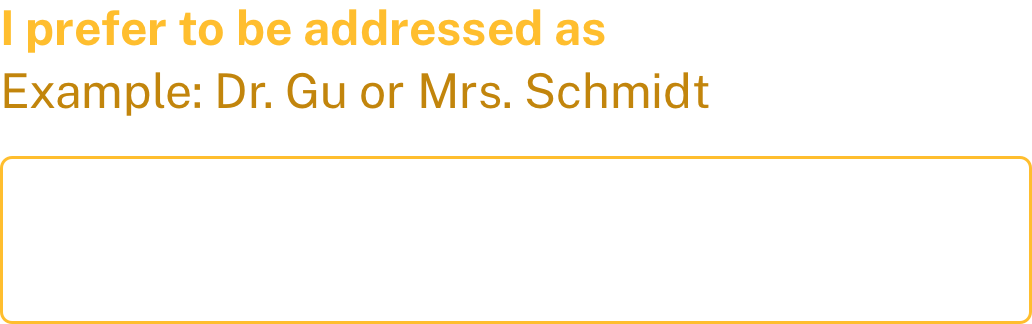 I prefer to be addressed as
Example: Dr. Gu or Mrs. Schmidt